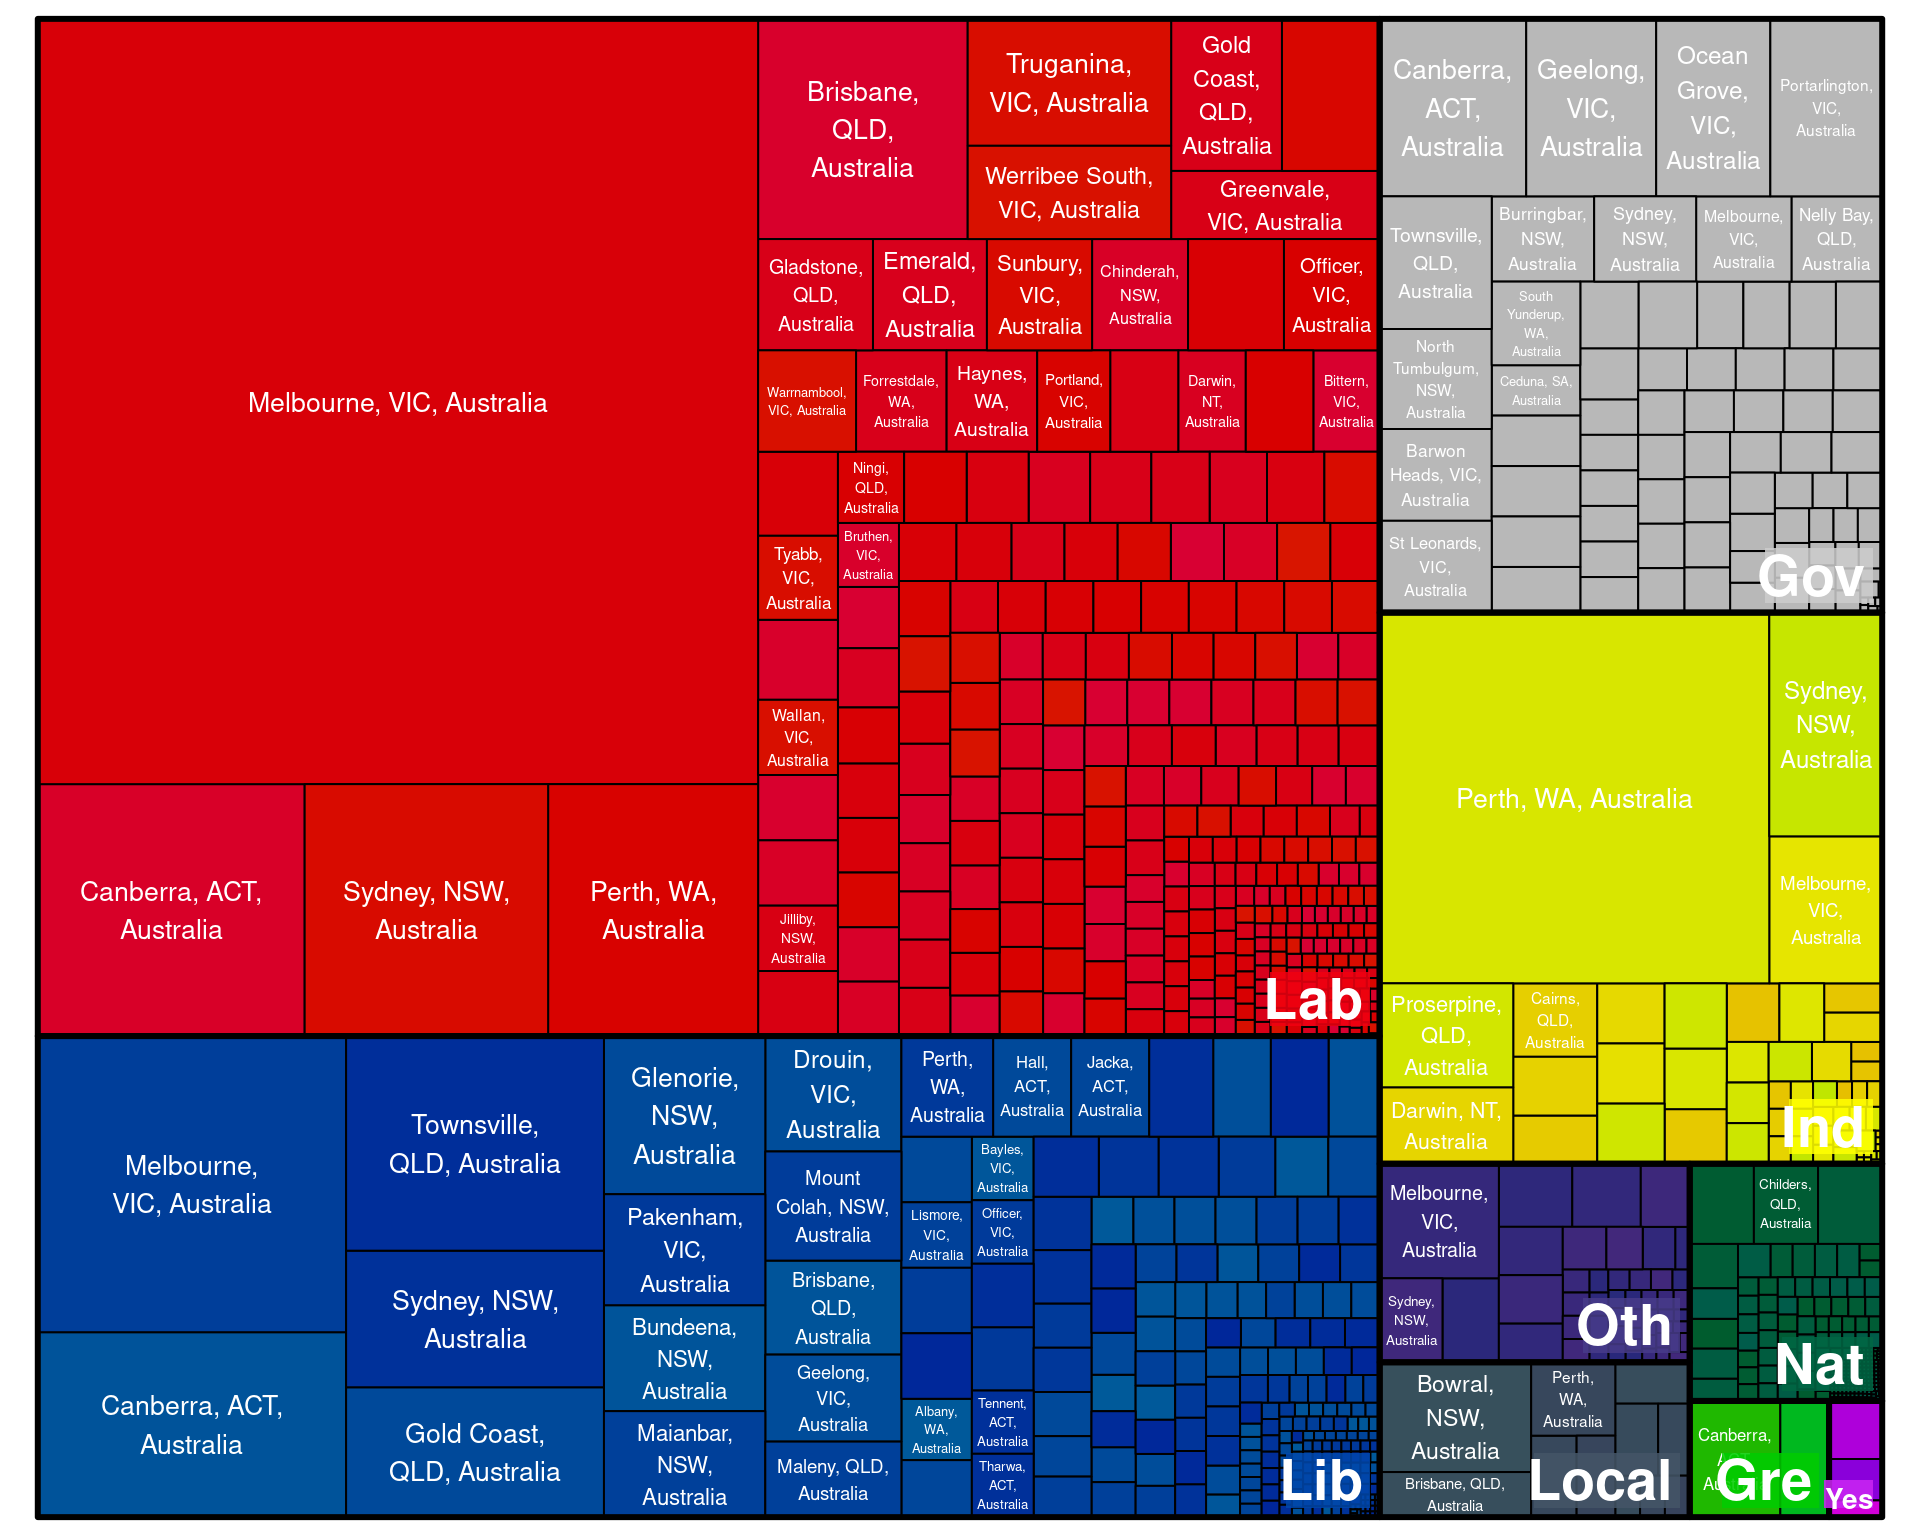 Melbourne, VIC, Australia
Canberra, ACT,
Australia
Sydney, NSW,
Australia
Perth, WA,
Australia
Brisbane,
QLD,
Australia
Truganina,
VIC, Australia
Werribee South,
VIC, Australia
Gold
Coast,
QLD,
Australia
Greenvale,
VIC, Australia
Gladstone,
QLD,
Australia
Emerald,
QLD,
Australia
Sunbury,
VIC,
Australia
Chinderah,
NSW,
Australia
Officer,
VIC,
Australia
Warrnambool,
VIC, Australia
Forrestdale,
WA,
Australia
Haynes,
WA,
Australia
Portland,
VIC,
Australia
Darwin,
NT,
Australia
Bittern,
VIC,
Australia
Ningi,
QLD,
Australia
Tyabb,
VIC,
Australia
Bruthen,
VIC,
Australia
Wallan,
VIC,
Australia
Jilliby,
NSW,
Australia
Lab
Canberra,
ACT,
Australia
Geelong,
VIC,
Australia
Ocean
Grove,
VIC,
Australia
Portarlington,
VIC,
Australia
Townsville,
QLD,
Australia
Burringbar,
NSW,
Australia
Sydney,
NSW,
Australia
Melbourne,
VIC,
Australia
Nelly Bay,
QLD,
Australia
South
Yunderup,
WA,
Australia
North
Tumbulgum,
NSW,
Australia
Ceduna, SA,
Australia
Barwon
Heads, VIC,
Australia
St Leonards,
VIC,
Australia
Gov
Perth, WA, Australia
Sydney,
NSW,
Australia
Melbourne,
VIC,
Australia
Proserpine,
QLD,
Australia
Cairns,
QLD,
Australia
Darwin, NT,
Australia
Ind
Melbourne,
VIC, Australia
Canberra, ACT,
Australia
Townsville,
QLD, Australia
Sydney, NSW,
Australia
Gold Coast,
QLD, Australia
Glenorie,
NSW,
Australia
Pakenham,
VIC,
Australia
Bundeena,
NSW,
Australia
Maianbar,
NSW,
Australia
Drouin,
VIC,
Australia
Mount
Colah, NSW,
Australia
Brisbane,
QLD,
Australia
Geelong,
VIC,
Australia
Maleny, QLD,
Australia
Perth,
WA,
Australia
Hall,
ACT,
Australia
Jacka,
ACT,
Australia
Bayles,
VIC,
Australia
Lismore,
VIC,
Australia
Officer,
VIC,
Australia
Albany,
WA,
Australia
Tennent,
ACT,
Australia
Tharwa,
ACT,
Australia
Lib
Melbourne,
VIC,
Australia
Sydney,
NSW,
Australia
Oth
Childers,
QLD,
Australia
Nat
Bowral,
NSW,
Australia
Perth,
WA,
Australia
Brisbane, QLD,
Australia
Local
Canberra,
Gre
Yes